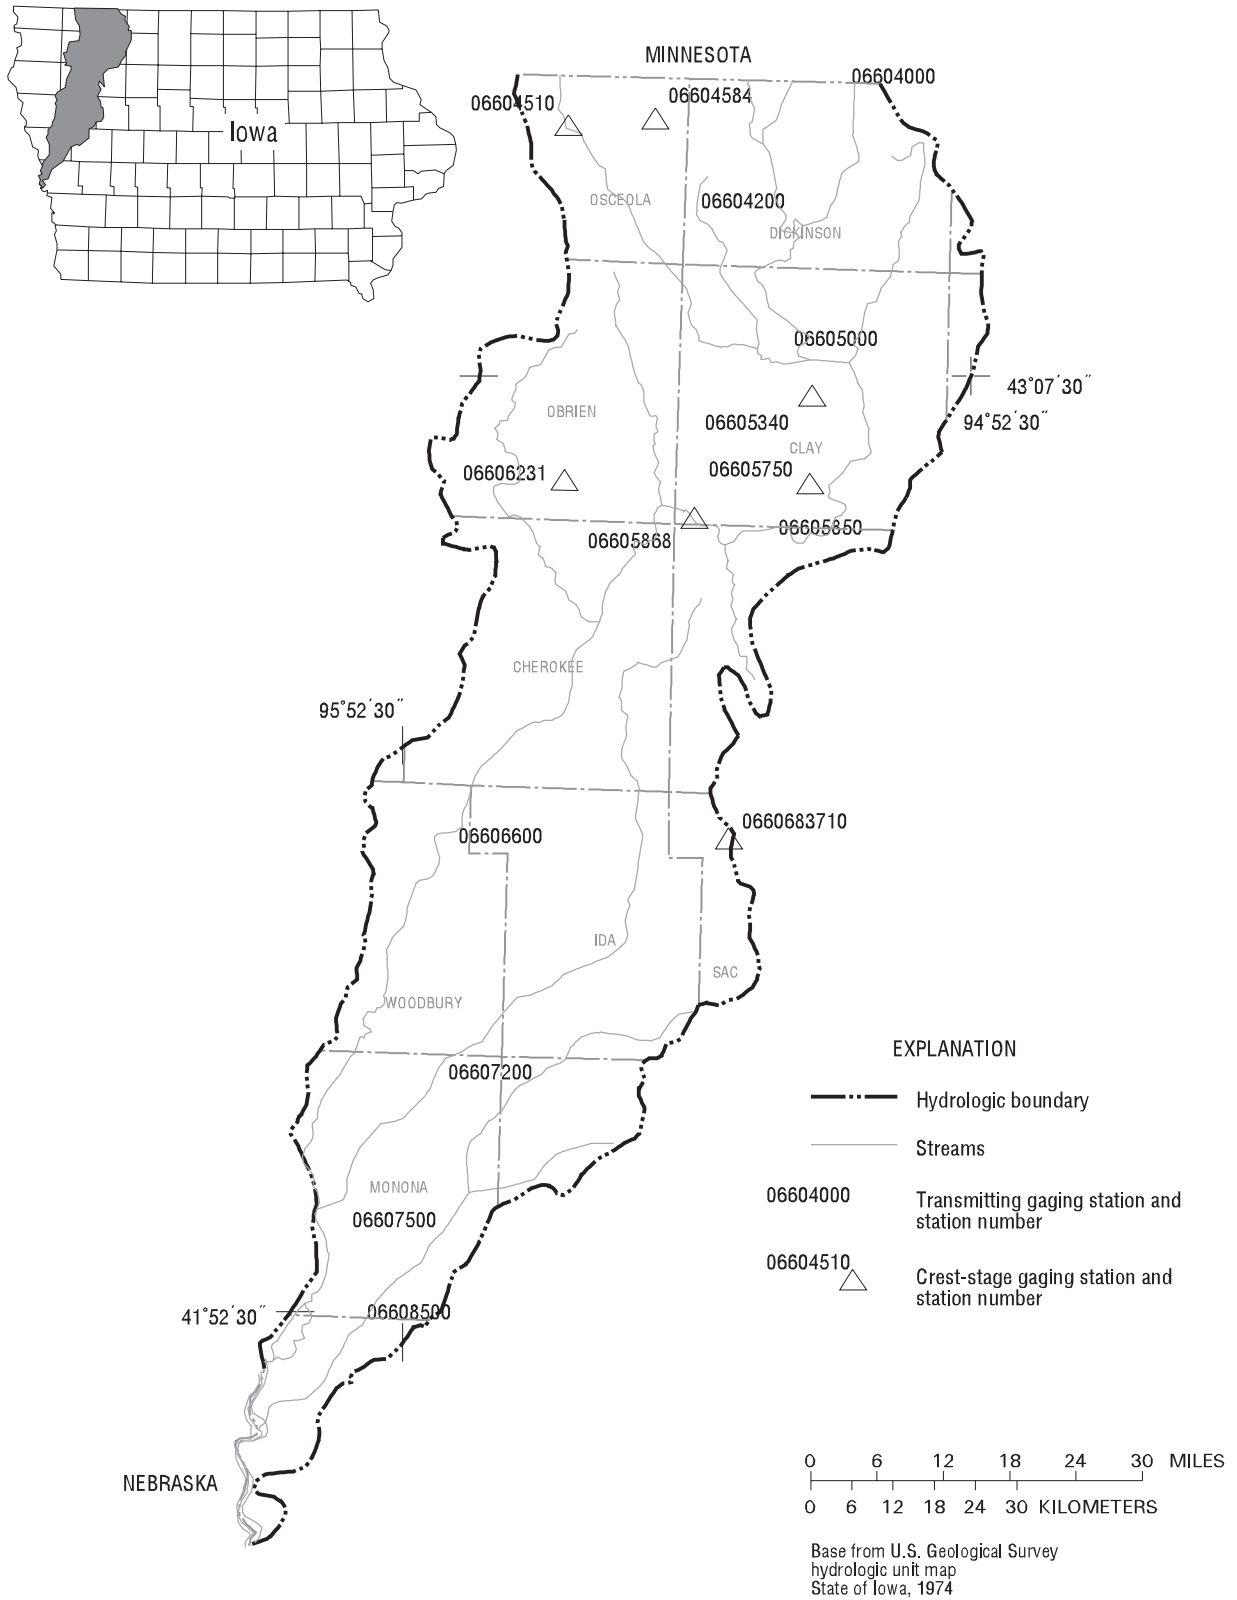 MINNESOTA
06604000
06604510
06604584
Iowa
OSCEOLA
06604200
DICKINSON
06605000
43°07'30"
OBRIEN
06605340
94°52'30"
CLAY
06606231
06605750
06605850
06605868
CHEROKEE
95°52'30"
0660683710
06606600
IDA
SAC
WOODBURY
06607200
MONONA
06607500
41°52'30"
06608500
NEBRASKA
EXPLANATION
Hydrologic boundary
Streams
06604000
Transmitting gaging station and
station number
06604510
Crest-stage gaging station and
station number
0 6 12 18 24 30 MILES
0 6 12 18 24 30 KILOMETERS
Base from U.S. Geological Survey
hydrologic unit map
State of Iowa, 1974